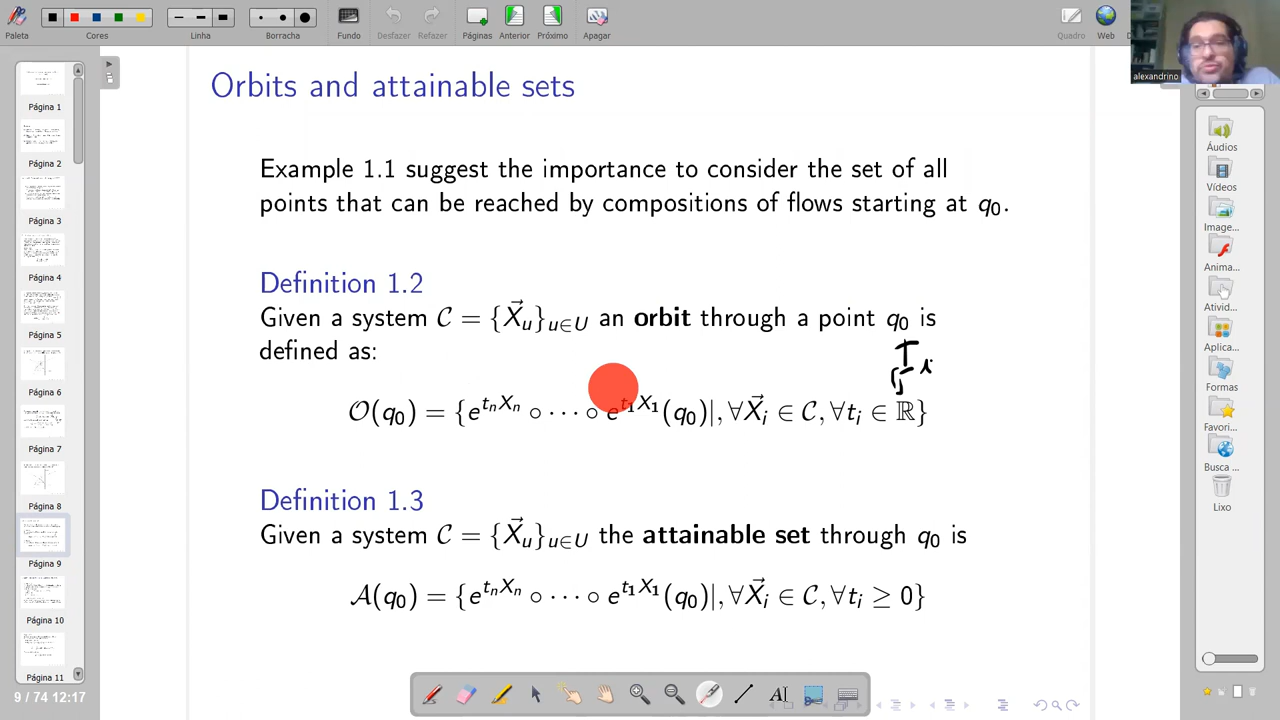 Paleta
Cores
Linha
Borracha
Fundo
Desfazer
Refazer
Páginas
Anterior
Próximo
Apagar
Quadro
Web
alexandrino
Página 1
Página 2
Página 3
Página 4
Página 5
Página 6
Página 7
Página 8
Página 9
Página 10
Página 11
9 / 74 12:17
Orbits and attainable sets
Example 1.1 suggest the importance to consider the set of all
points that can be reached by compositions of flows starting at q₀.
Definition 1.2
Given a system 𝒞 = {X⃗ᵤ}ᵤ∈U an orbit through a point q₀ is
defined as:
𝒪(q₀) = {e^{tₙXₙ} ∘ ⋯ ∘ e^{t₁X₁}(q₀)|, ∀X⃗ᵢ ∈ 𝒞, ∀tᵢ ∈ ℝ}
Definition 1.3
Given a system 𝒞 = {X⃗ᵤ}ᵤ∈U the attainable set through q₀ is
𝒜(q₀) = {e^{tₙXₙ} ∘ ⋯ ∘ e^{t₁X₁}(q₀)|, ∀X⃗ᵢ ∈ 𝒞, ∀tᵢ ≥ 0}
Áudios
Vídeos
Image...
Anima...
Ativid...
Aplica...
Formas
Favori...
Busca ...
Lixo